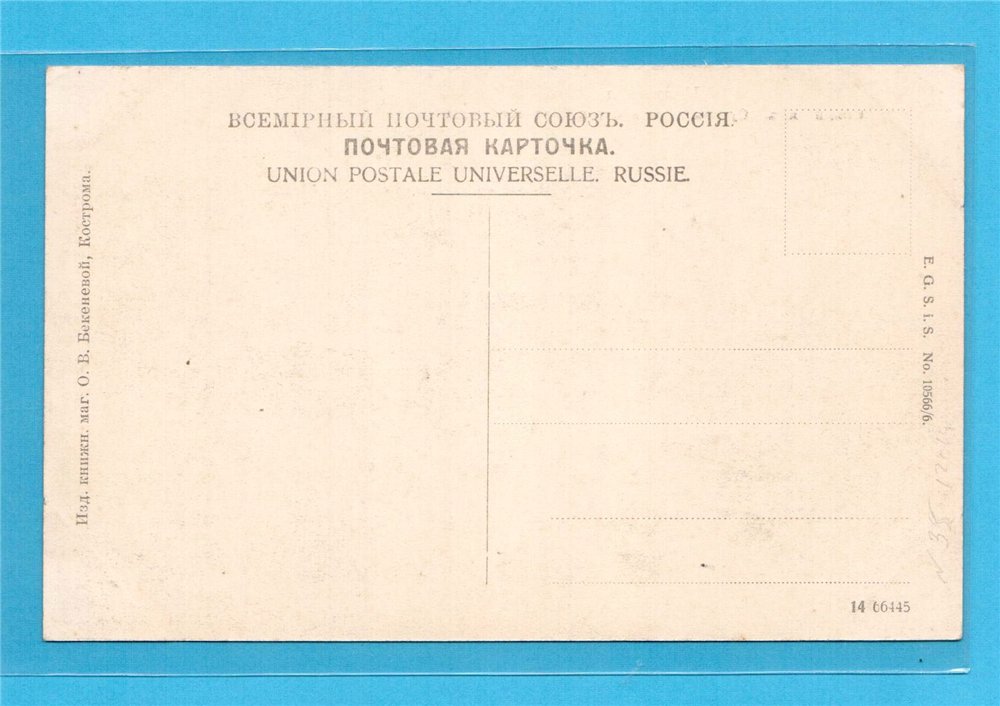 ВСЕМІРНЫЙ ПОЧТОВЫЙ СОЮЗЪ. РОССІЯ.
ПОЧТОВАЯ КАРТОЧКА.
UNION POSTALE UNIVERSELLE. RUSSIE.
Изд. книжн. маг. О. В. Бекеневой, Кострома.
E. G. S. i. S. No. 10566/6.
14 66445